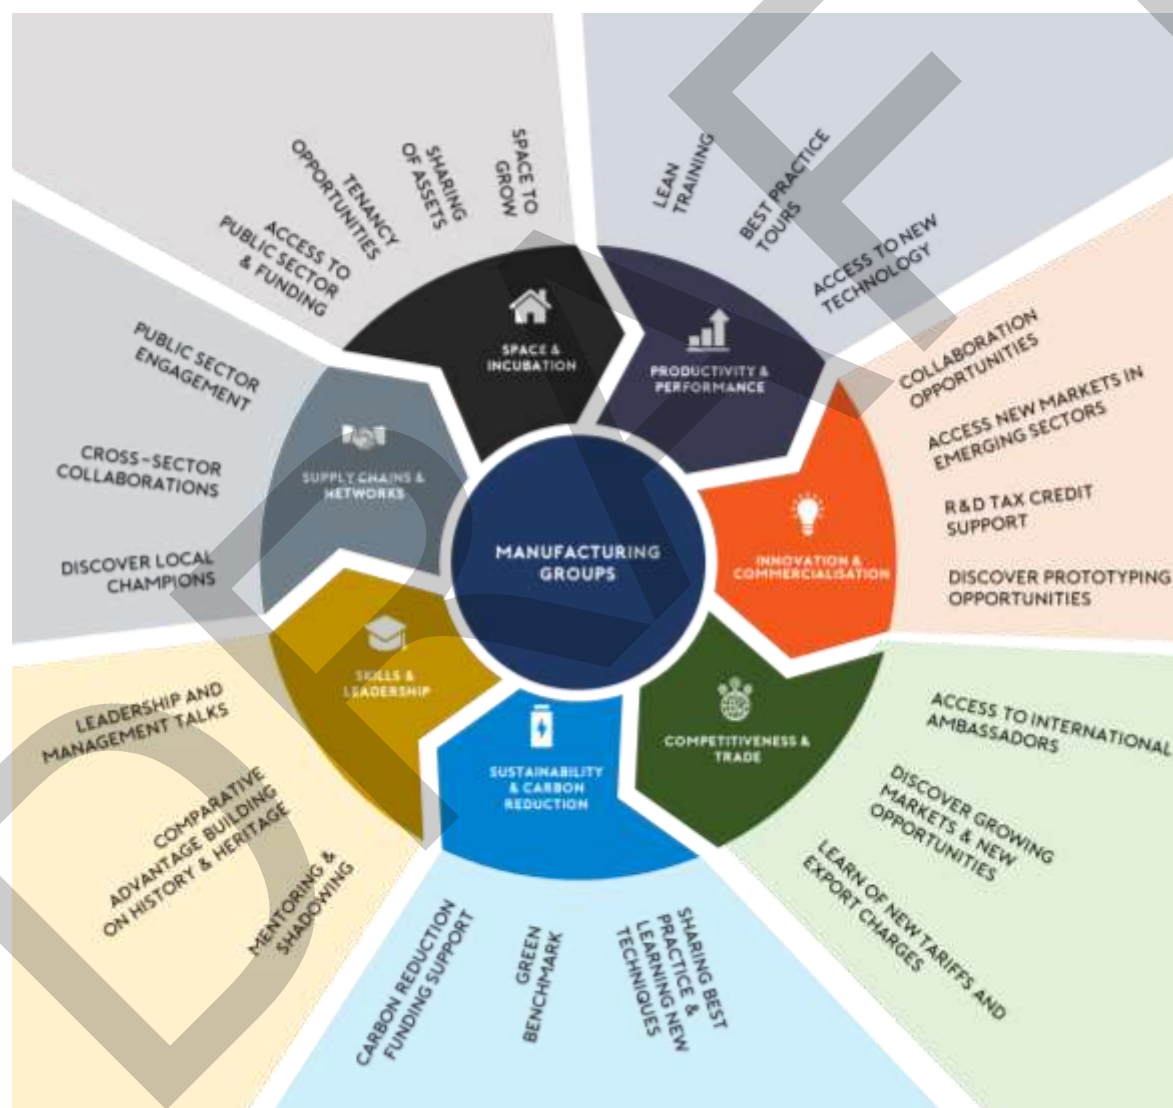 SPACE TO
GROW
SHARING
OF ASSETS
TENANCY
OPPORTUNITIES
ACCESS TO
PUBLIC SECTOR
& FUNDING
LEAN
TRAINING
BEST PRACTICE
TOURS
ACCESS TO NEW
TECHNOLOGY
SPACE &
INCUBATION
PRODUCTIVITY &
PERFORMANCE
COLLABORATION
OPPORTUNITIES
ACCESS NEW MARKETS IN
EMERGING SECTORS
R&D TAX CREDIT
SUPPORT
DISCOVER PROTOTYPING
OPPORTUNITIES
INNOVATION &
COMMERCIALISATION
PUBLIC SECTOR
ENGAGEMENT
CROSS-SECTOR
COLLABORATIONS
DISCOVER LOCAL
CHAMPIONS
SUPPLY CHAINS &
NETWORKS
MANUFACTURING
GROUPS
SKILLS &
LEADERSHIP
LEADERSHIP AND
MANAGEMENT TALKS
COMPARATIVE
ADVANTAGE BUILDING
ON HISTORY & HERITAGE
MENTORING &
SHADOWING
SUSTAINABILITY
& CARBON
REDUCTION
CARBON REDUCTION
FUNDING SUPPORT
GREEN
BENCHMARK
SHARING BEST
PRACTICE &
LEARNING NEW
TECHNIQUES
COMPETITIVENESS &
TRADE
ACCESS TO INTERNATIONAL
AMBASSADORS
DISCOVER GROWING
MARKETS & NEW
OPPORTUNITIES
LEARN OF NEW TARIFFS AND
EXPORT CHARGES
DRAFT